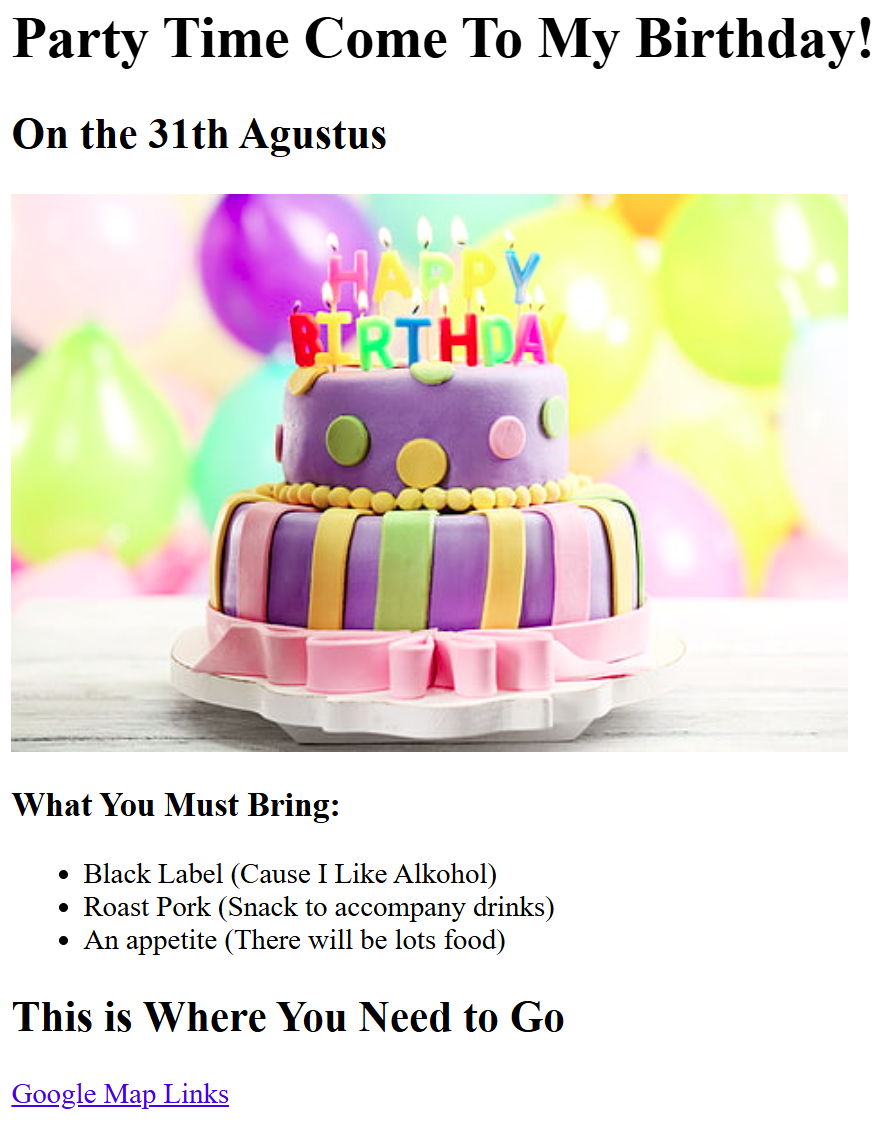 Party Time Come To My Birthday!
On the 31th Agustus
HAPPY
BIRTHDAY
What You Must Bring:
Black Label (Cause I Like Alkohol)
Roast Pork (Snack to accompany drinks)
An appetite (There will be lots food)
This is Where You Need to Go
Google Map Links